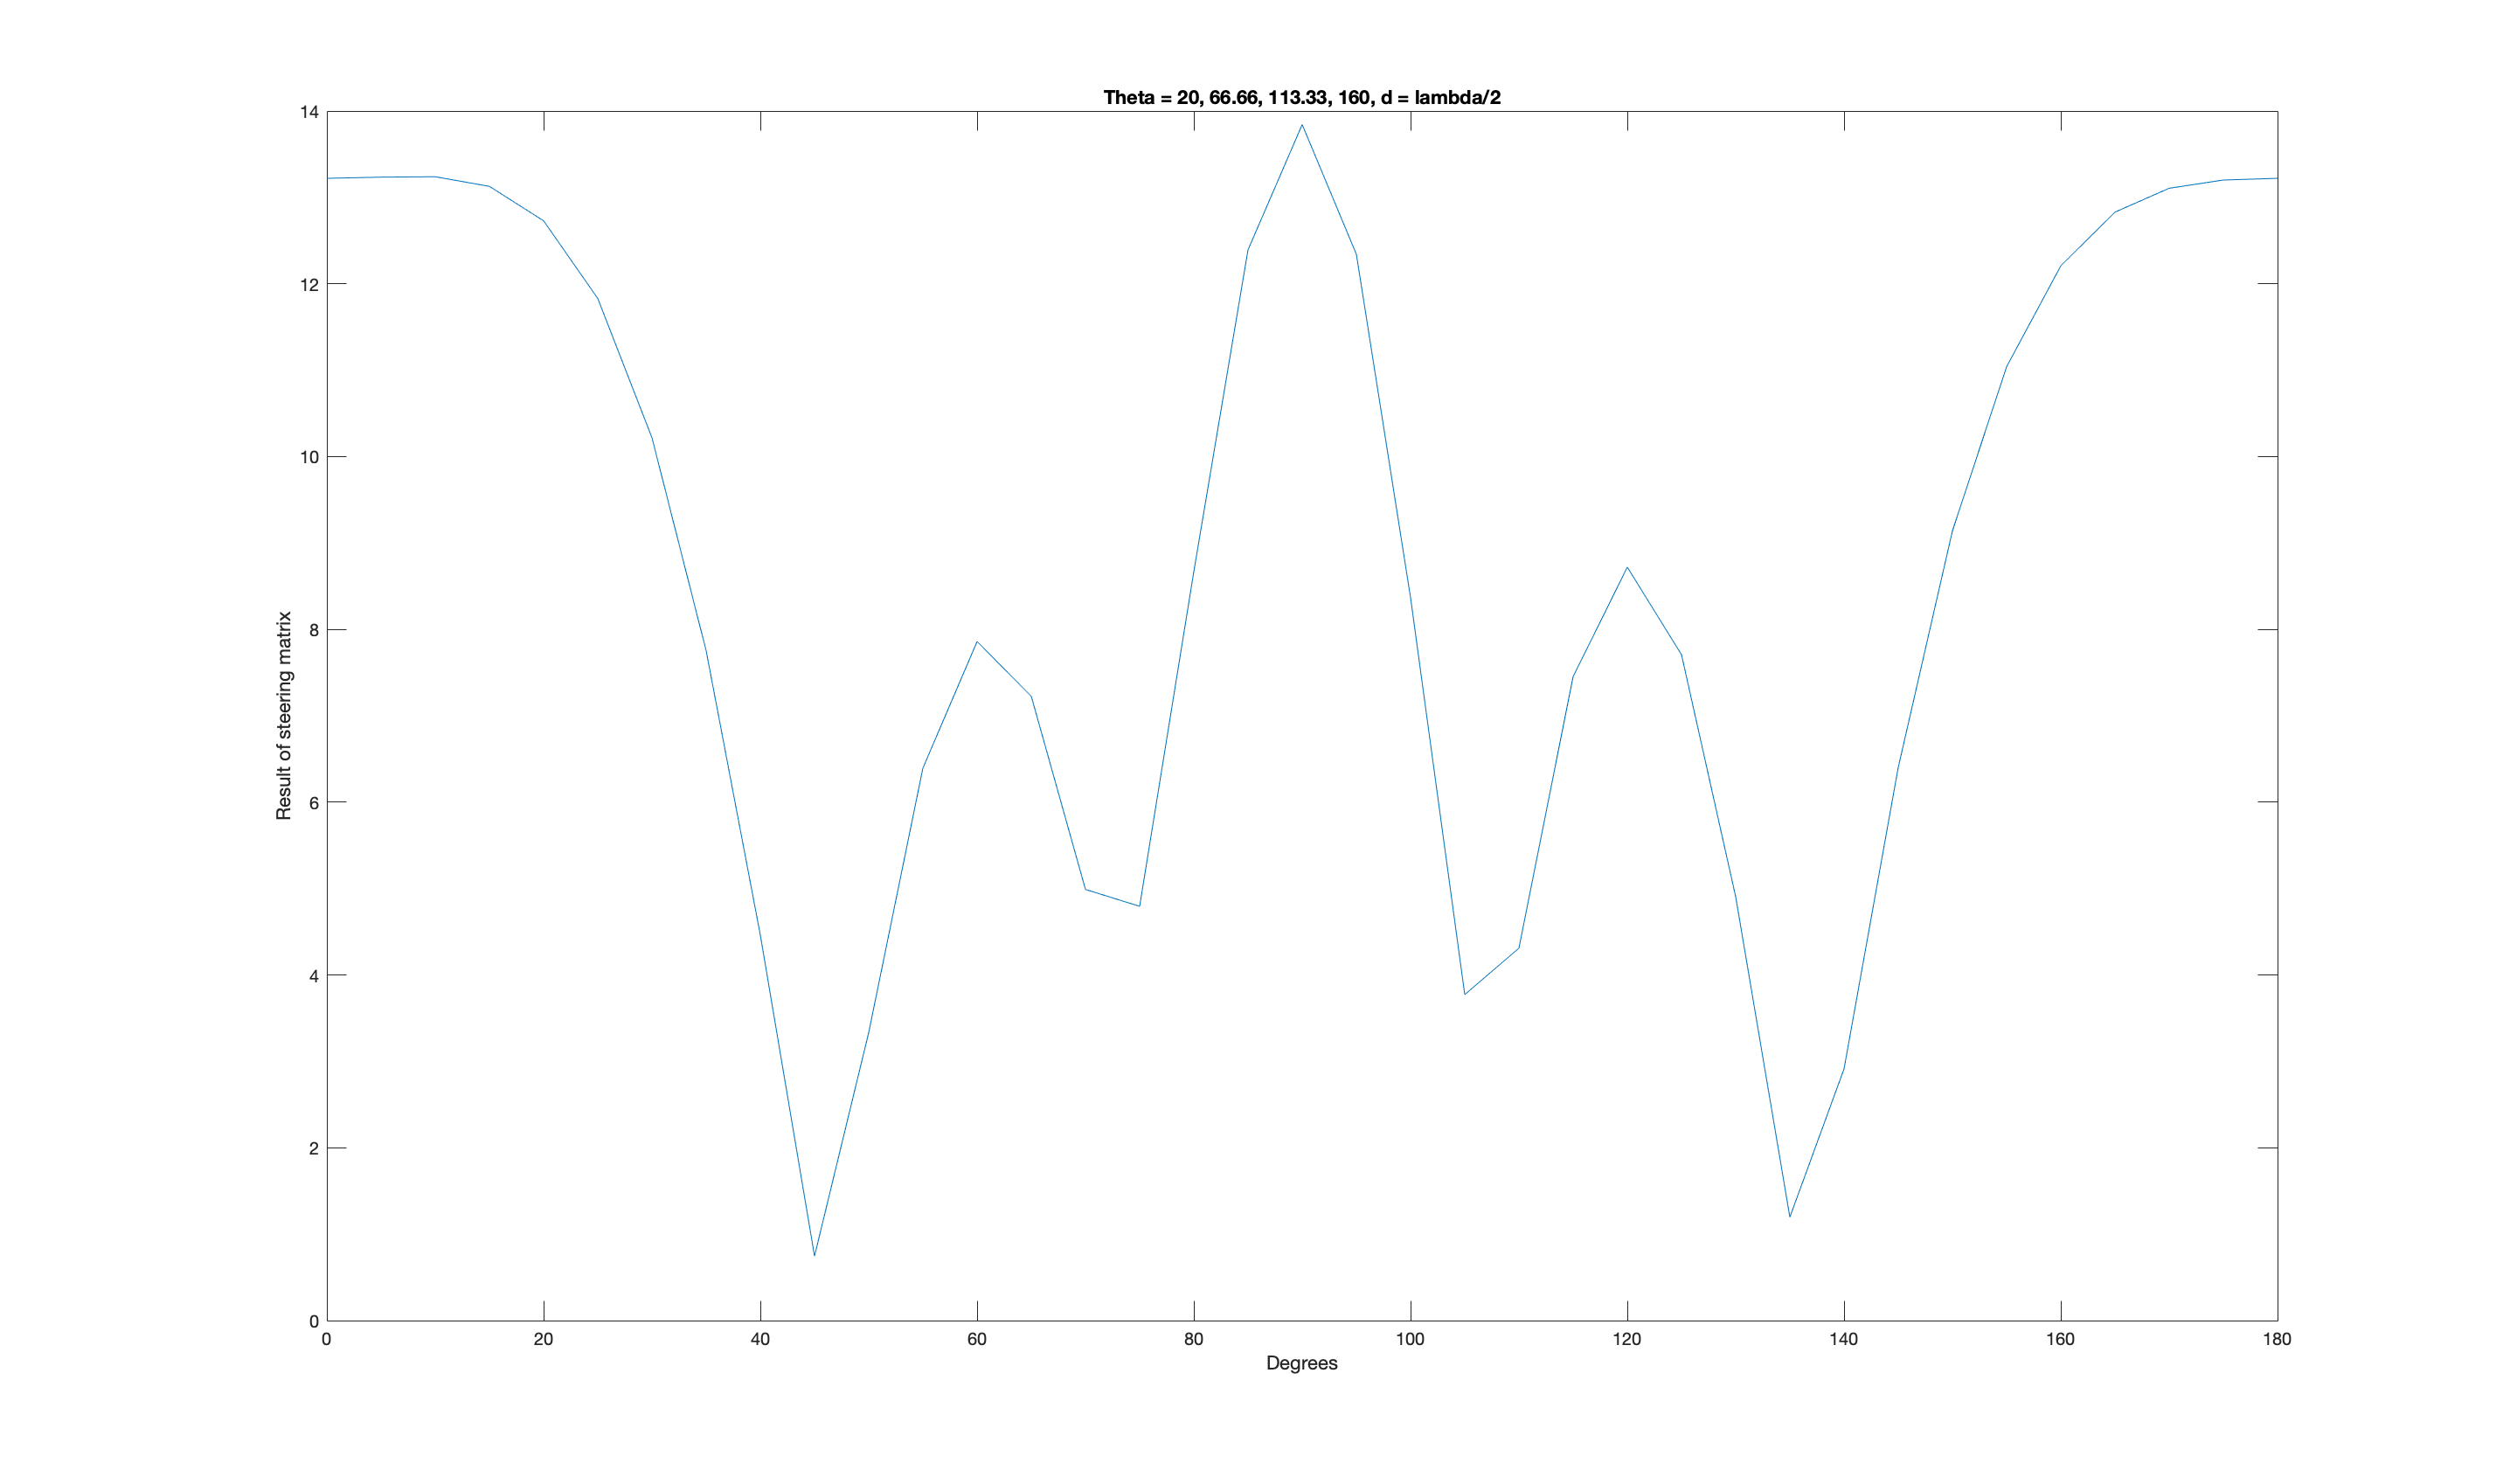 Theta = 20, 66.66, 113.33, 160, d = lambda/2
14
12
10
8
6
4
2
0
Result of steering matrix
0 20 40 60 80 100 120 140 160 180
Degrees